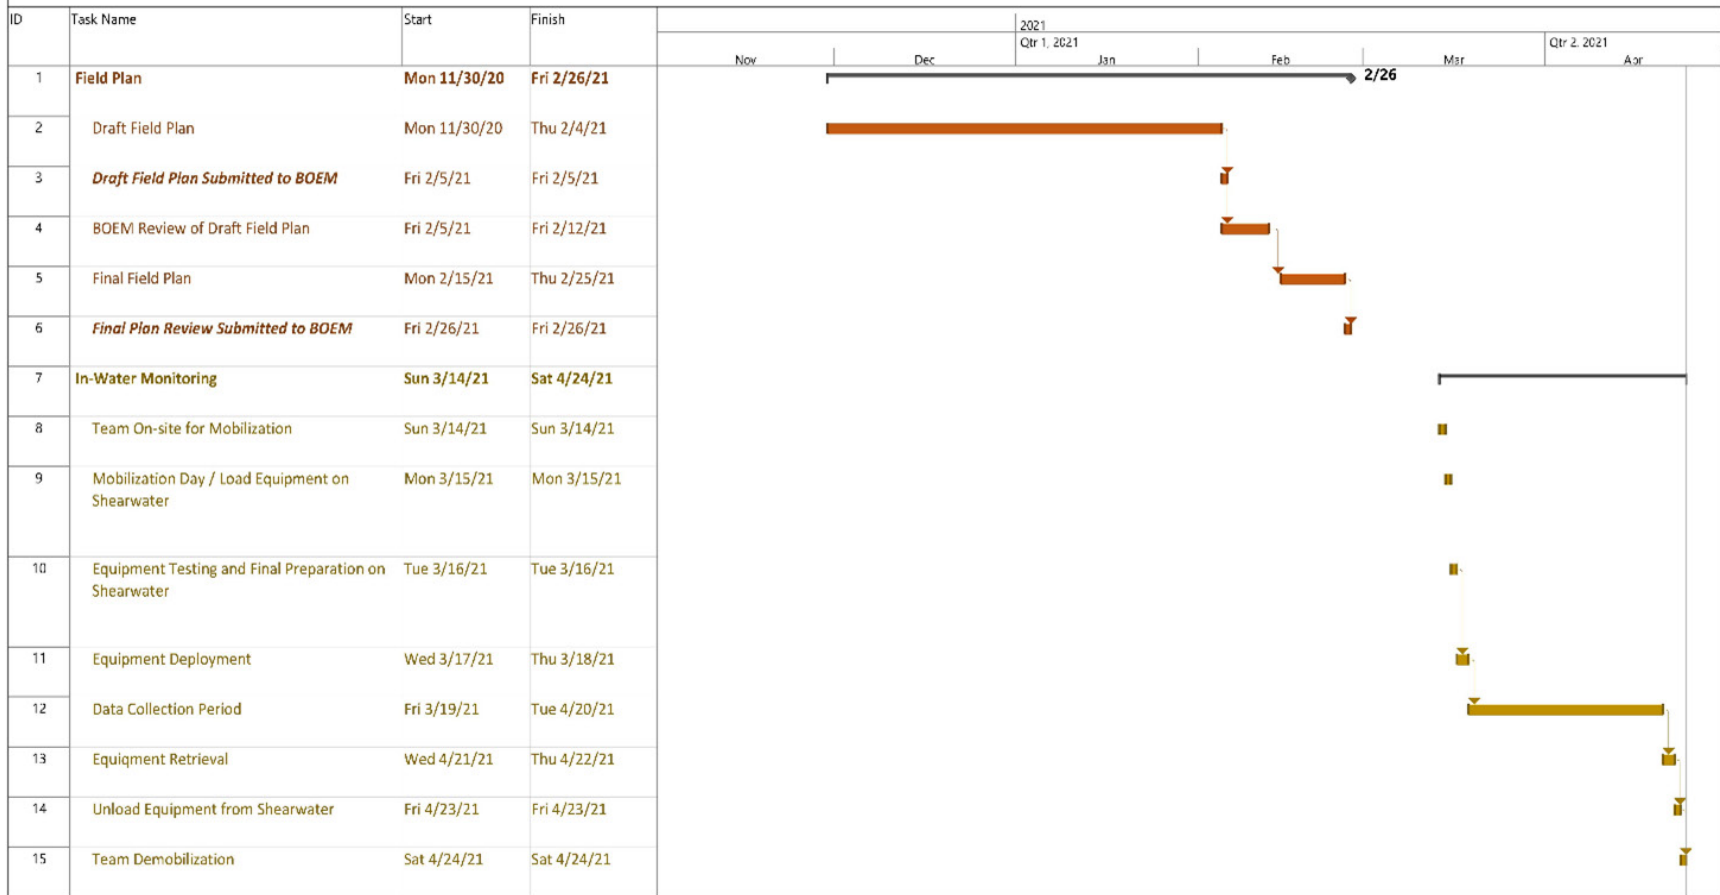 ID Task Name Start Finish
2021
Qtr 1, 2021 Qtr 2, 2021
Nov Dec Jan Feb Mar Apr
1 Field Plan Mon 11/30/20 Fri 2/26/21 2/26
2 Draft Field Plan Mon 11/30/20 Thu 2/4/21
3 Draft Field Plan Submitted to BOEM Fri 2/5/21 Fri 2/5/21
4 BOEM Review of Draft Field Plan Fri 2/5/21 Fri 2/12/21
5 Final Field Plan Mon 2/15/21 Thu 2/25/21
6 Final Plan Review Submitted to BOEM Fri 2/26/21 Fri 2/26/21
7 In-Water Monitoring Sun 3/14/21 Sat 4/24/21
8 Team On-site for Mobilization Sun 3/14/21 Sun 3/14/21
9 Mobilization Day / Load Equipment on Mon 3/15/21 Mon 3/15/21
Shearwater
10 Equipment Testing and Final Preparation on Tue 3/16/21 Tue 3/16/21
Shearwater
11 Equipment Deployment Wed 3/17/21 Thu 3/18/21
12 Data Collection Period Fri 3/19/21 Tue 4/20/21
13 Equiqment Retrieval Wed 4/21/21 Thu 4/22/21
14 Unload Equipment from Shearwater Fri 4/23/21 Fri 4/23/21
15 Team Demobilization Sat 4/24/21 Sat 4/24/21